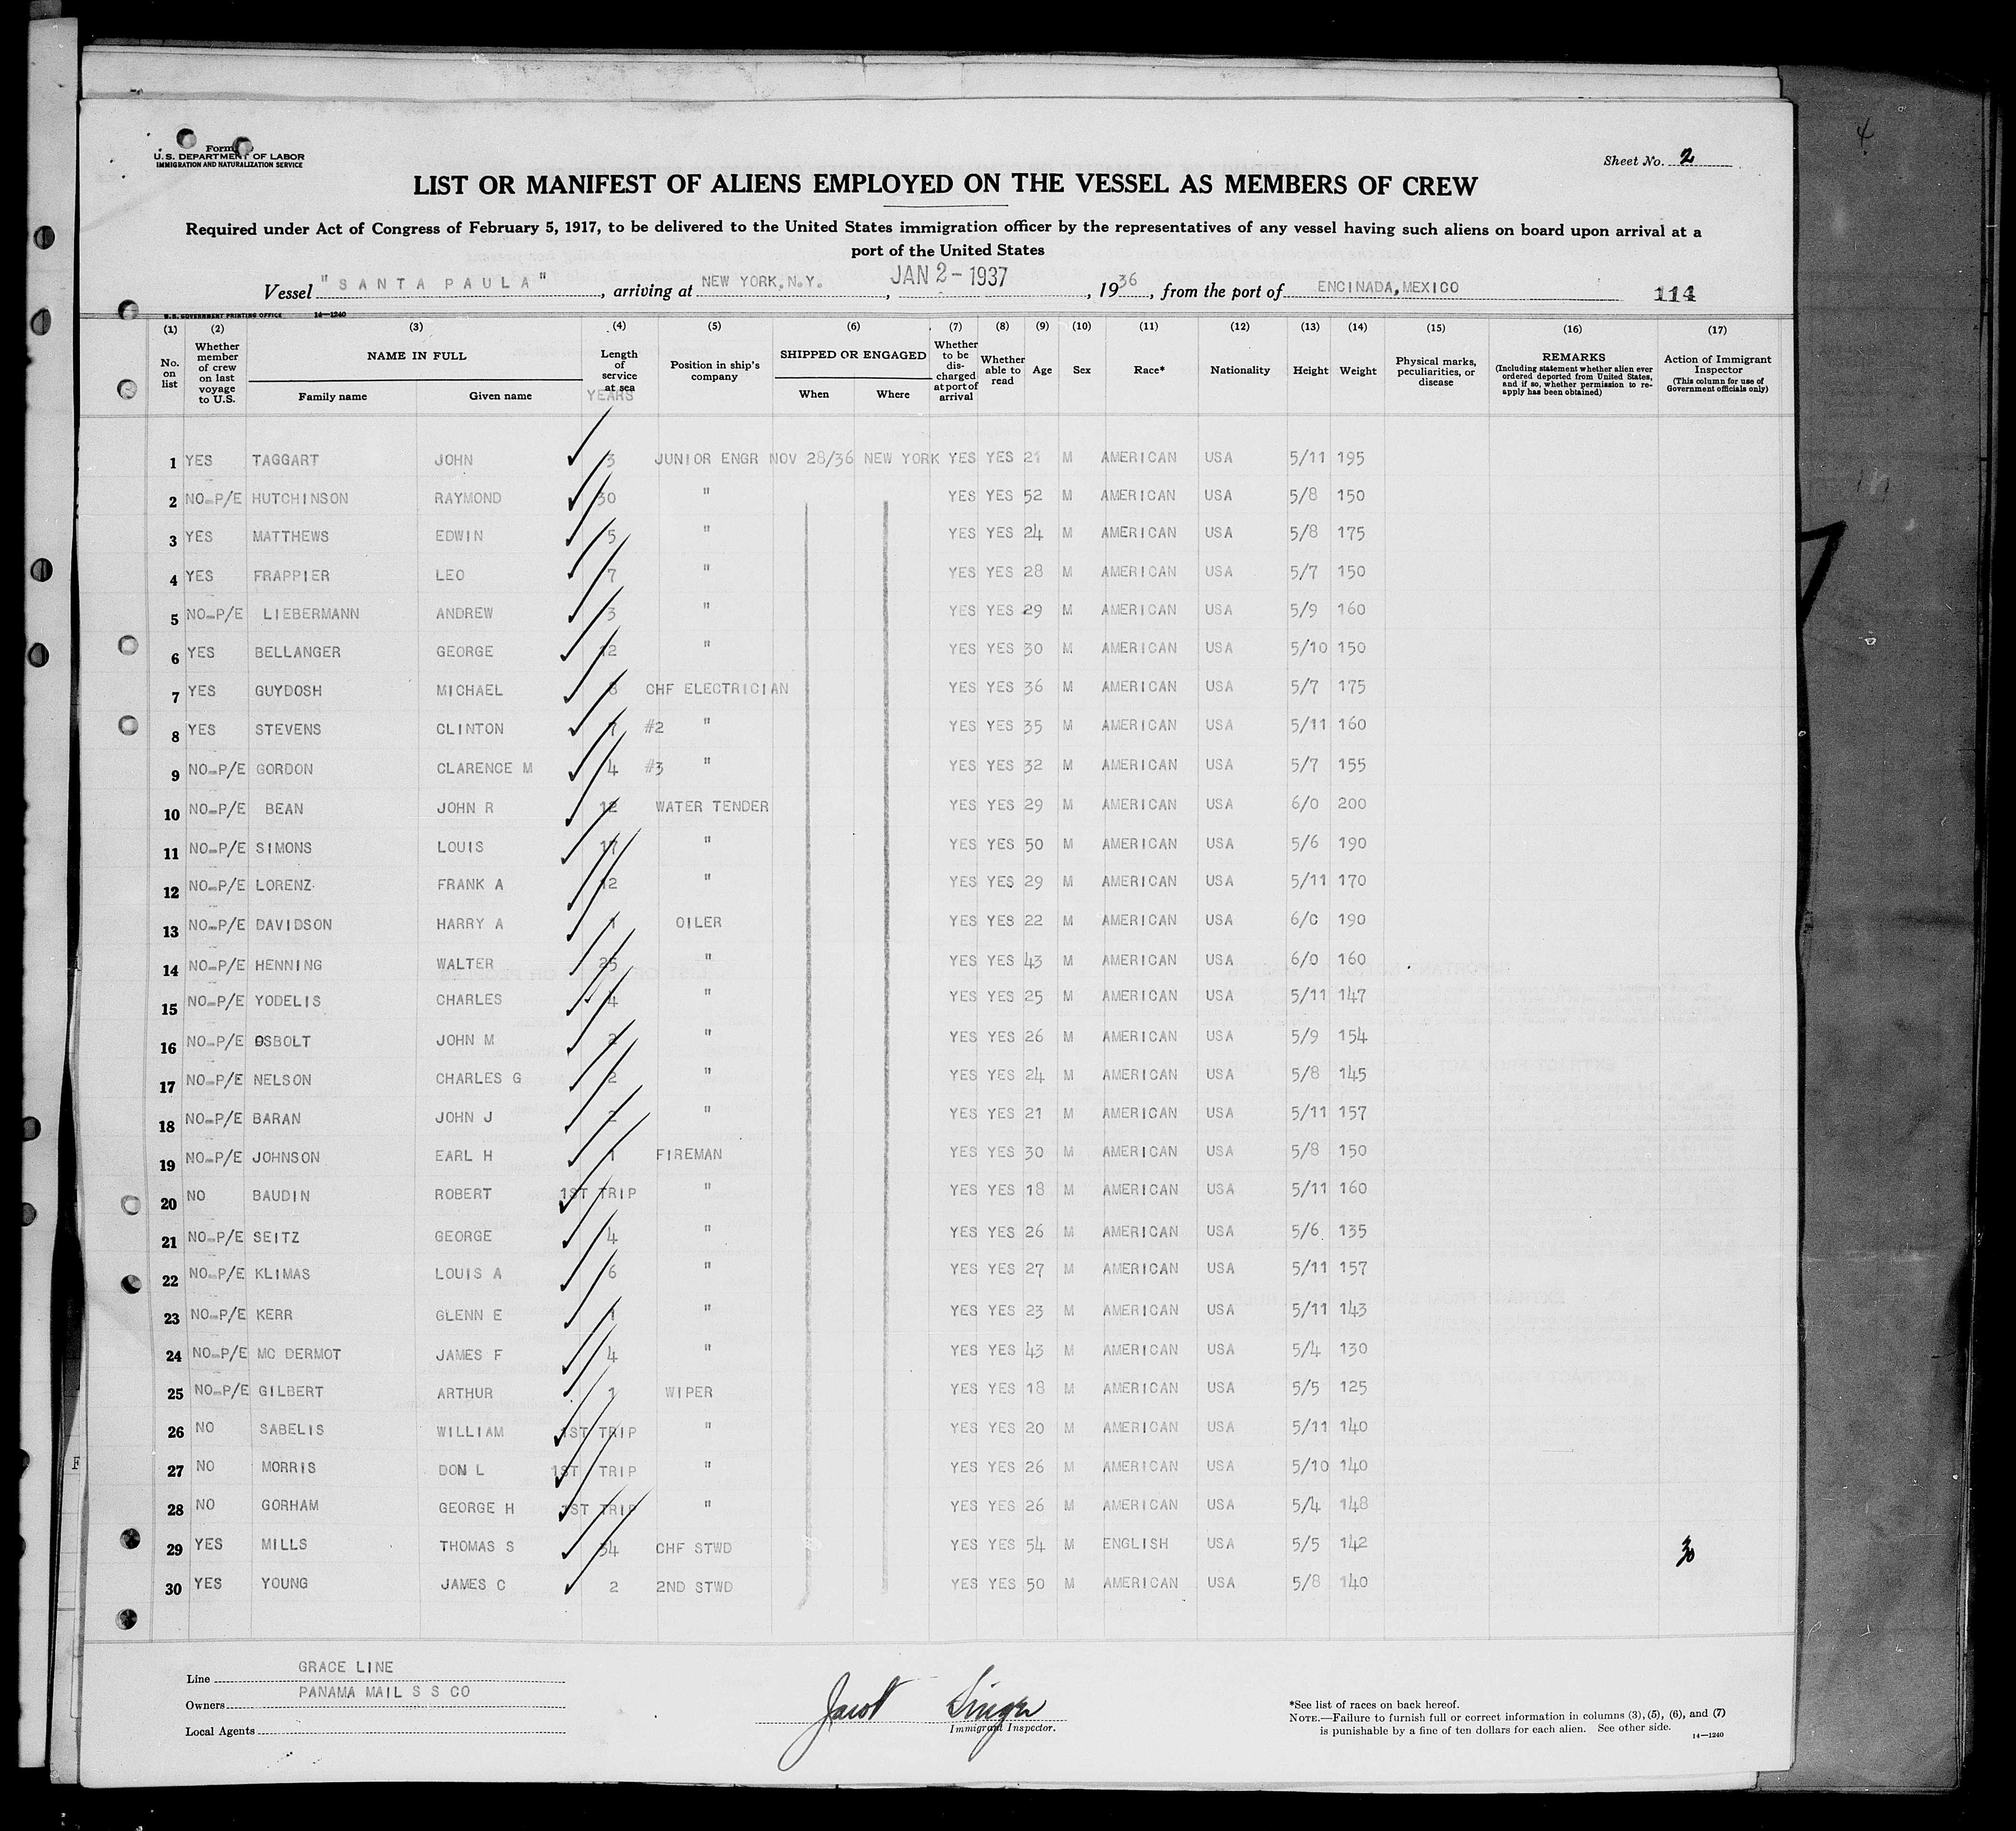 Form
U.S. DEPARTMENT OF LABOR
IMMIGRATION AND NATURALIZATION SERVICE
Sheet No. 2
LIST OR MANIFEST OF ALIENS EMPLOYED ON THE VESSEL AS MEMBERS OF CREW
Required under Act of Congress of February 5, 1917, to be delivered to the United States immigration officer by the representatives of any vessel having such aliens on board upon arrival at a
port of the United States
Vessel "SANTA PAULA", arriving at NEW YORK, N.Y., JAN 2 - 1937, 1936, from the port of ENCINADA, MEXICO 114
U.S. GOVERNMENT PRINTING OFFICE 14—1240
(1) (2) (3) (4) (5) (6) (7) (8) (9) (10) (11) (12) (13) (14) (15) (16) (17)
No. on list
Whether member of crew on last voyage to U.S.
NAME IN FULL
Family name Given name
Length of service at sea
YEARS
Position in ship's company
SHIPPED OR ENGAGED
When Where
Whether to be discharged at port of arrival
Whether able to read
Age
Sex
Race*
Nationality
Height
Weight
Physical marks, peculiarities, or disease
REMARKS
(Including statement whether alien ever ordered deported from United States, and if so, whether permission to reapply has been obtained)
Action of Immigrant Inspector
(This column for use of Government officials only)
1 YES TAGGART JOHN 3 JUNIOR ENGR NOV 28/36 NEW YORK YES YES 21 M AMERICAN USA 5/11 195
2 NO-P/E HUTCHINSON RAYMOND 30 " YES YES 52 M AMERICAN USA 5/8 150
3 YES MATTHEWS EDWIN 5 " YES YES 24 M AMERICAN USA 5/8 175
4 YES FRAPPIER LEO 7 " YES YES 28 M AMERICAN USA 5/7 150
5 NO-P/E LIEBERMANN ANDREW 3 " YES YES 29 M AMERICAN USA 5/9 160
6 YES BELLANGER GEORGE 12 " YES YES 30 M AMERICAN USA 5/10 150
7 YES GUYDOSH MICHAEL 8 CHF ELECTRICIAN YES YES 36 M AMERICAN USA 5/7 175
8 YES STEVENS CLINTON 7 #2 " YES YES 35 M AMERICAN USA 5/11 160
9 NO-P/E GORDON CLARENCE M 4 #3 " YES YES 32 M AMERICAN USA 5/7 155
10 NO-P/E BEAN JOHN R 12 WATER TENDER YES YES 29 M AMERICAN USA 6/0 200
11 NO-P/E SIMONS LOUIS 17 " YES YES 50 M AMERICAN USA 5/6 190
12 NO-P/E LORENZ FRANK A 12 " YES YES 29 M AMERICAN USA 5/11 170
13 NO-P/E DAVIDSON HARRY A 1 OILER YES YES 22 M AMERICAN USA 6/0 190
14 NO-P/E HENNING WALTER 25 " YES YES 43 M AMERICAN USA 6/0 160
15 NO-P/E YODELIS CHARLES 4 " YES YES 25 M AMERICAN USA 5/11 147
16 NO-P/E OSBOLT JOHN M 2 " YES YES 26 M AMERICAN USA 5/9 154
17 NO-P/E NELSON CHARLES G 2 " YES YES 24 M AMERICAN USA 5/8 145
18 NO-P/E BARAN JOHN J 2 " YES YES 21 M AMERICAN USA 5/11 157
19 NO-P/E JOHNSON EARL H 1 FIREMAN YES YES 30 M AMERICAN USA 5/8 150
20 NO BAUDIN ROBERT 1ST TRIP " YES YES 18 M AMERICAN USA 5/11 160
21 NO-P/E SEITZ GEORGE 4 " YES YES 26 M AMERICAN USA 5/6 135
22 NO-P/E KLIMAS LOUIS A 6 " YES YES 27 M AMERICAN USA 5/11 157
23 NO-P/E KERR GLENN E 1 " YES YES 23 M AMERICAN USA 5/11 143
24 NO-P/E MC DERMOT JAMES F 4 " YES YES 43 M AMERICAN USA 5/4 130
25 NO-P/E GILBERT ARTHUR 1 WIPER YES YES 18 M AMERICAN USA 5/5 125
26 NO SABELIS WILLIAM 1ST TRIP " YES YES 20 M AMERICAN USA 5/11 140
27 NO MORRIS DON L 1ST TRIP " YES YES 26 M AMERICAN USA 5/10 140
28 NO GORHAM GEORGE H 1ST TRIP " YES YES 26 M AMERICAN USA 5/4 148
29 YES MILLS THOMAS S 34 CHF STWD YES YES 54 M ENGLISH USA 5/5 142 30
30 YES YOUNG JAMES C 2 2ND STWD YES YES 50 M AMERICAN USA 5/8 140
Line GRACE LINE
Owners PANAMA MAIL S S CO
Local Agents
Jacob Singer
Immigrant Inspector.
*See list of races on back hereof.
NOTE.—Failure to furnish full or correct information in columns (3), (5), (6), and (7)
is punishable by a fine of ten dollars for each alien. See other side.
14—1240